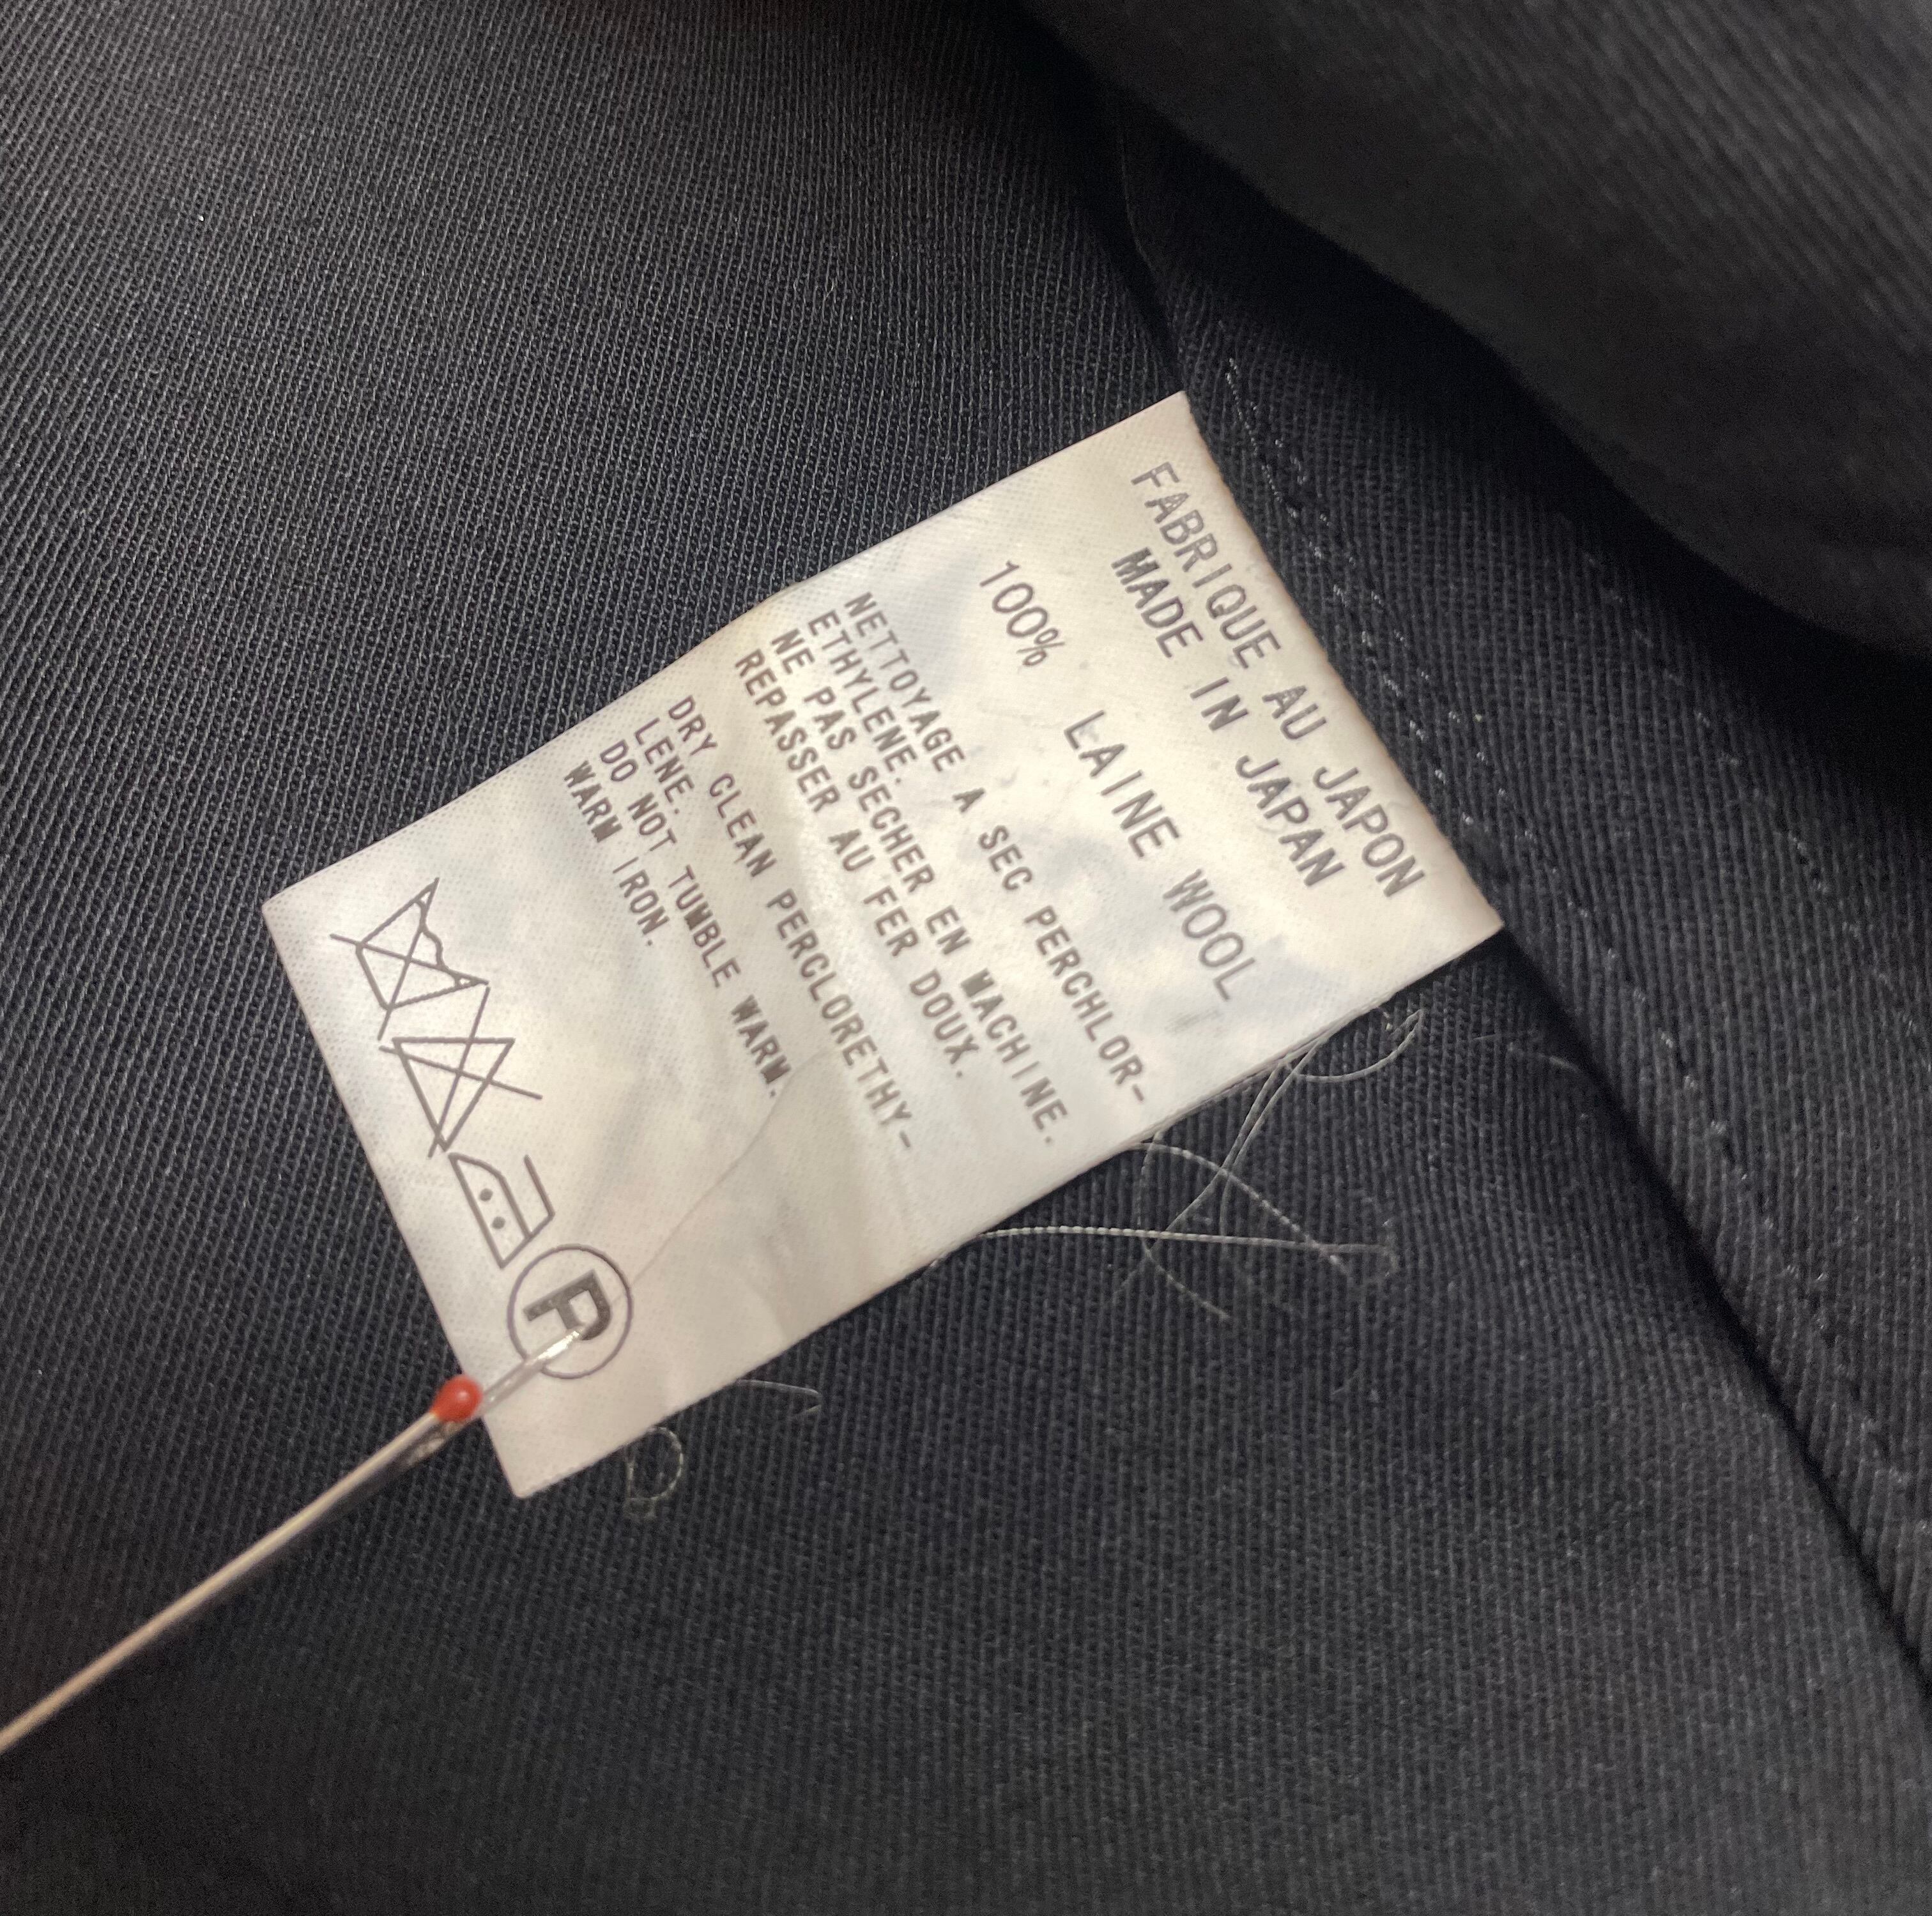 FABRIQUE AU JAPON
MADE IN JAPAN
100% LAINE WOOL
NETTOYAGE A SEC PERCHLOR-
ETHYLENE.
NE PAS SECHER EN MACHINE.
REPASSER AU FER DOUX.
DRY CLEAN PERCLORETHY-
LENE.
DO NOT TUMBLE WARM.
WARM IRON.
P